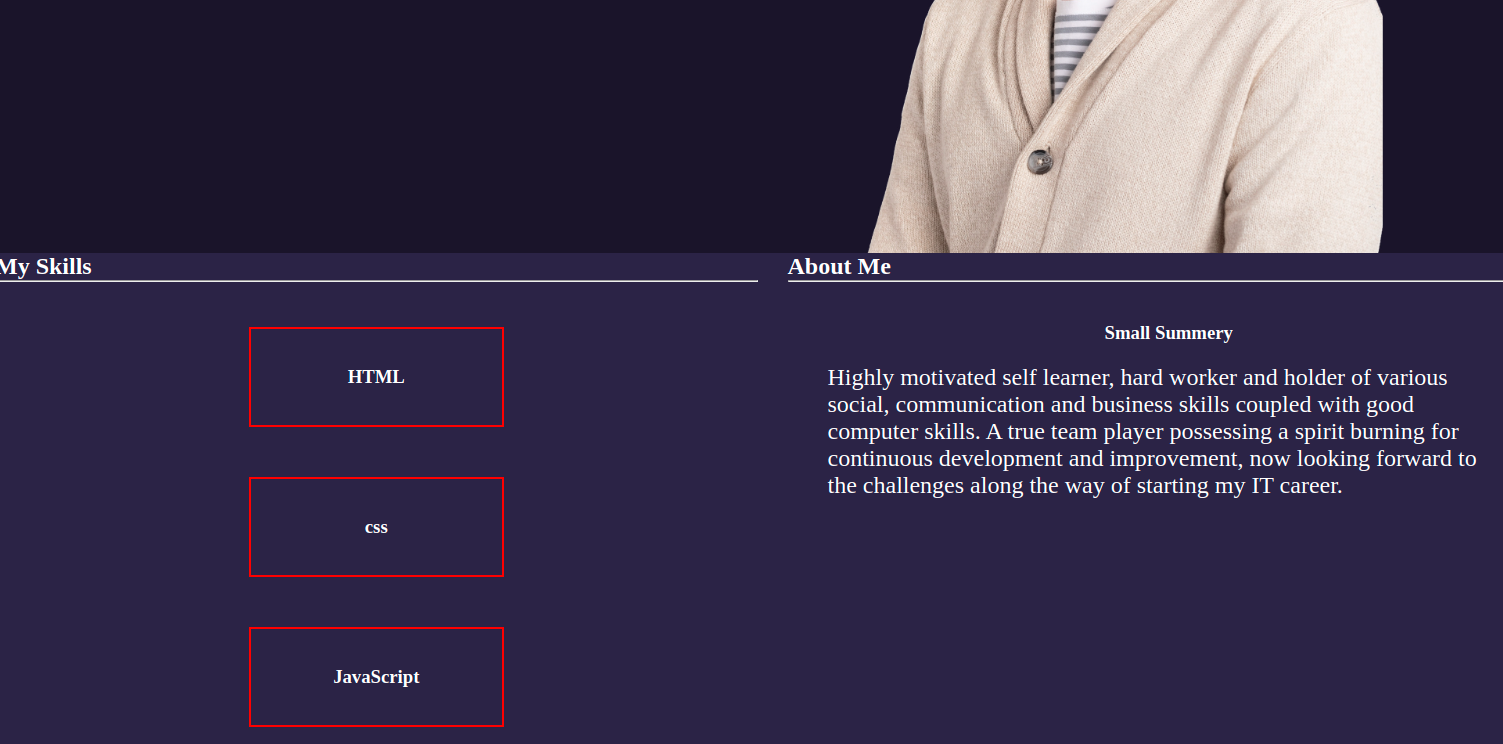 My Skills
About Me
HTML
css
JavaScript
Small Summery
Highly motivated self learner, hard worker and holder of various
social, communication and business skills coupled with good
computer skills. A true team player possessing a spirit burning for
continuous development and improvement, now looking forward to
the challenges along the way of starting my IT career.